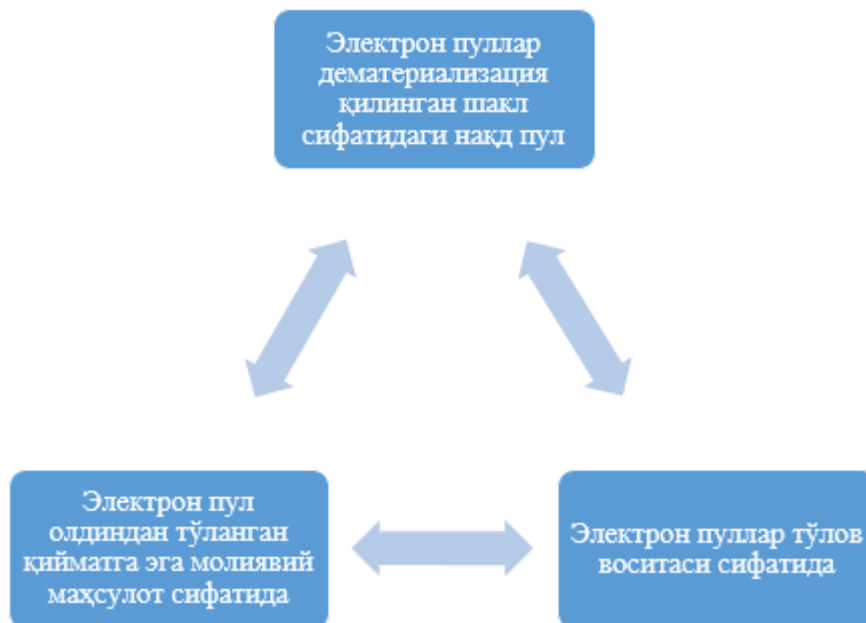 Электрон пуллар
дематериализация
қилинган шакл
сифатидаги нақд пул
Электрон пул
олдиндан тўланган
қийматга эга молиявий
маҳсулот сифатида
Электрон пуллар тўлов
воситаси сифатида